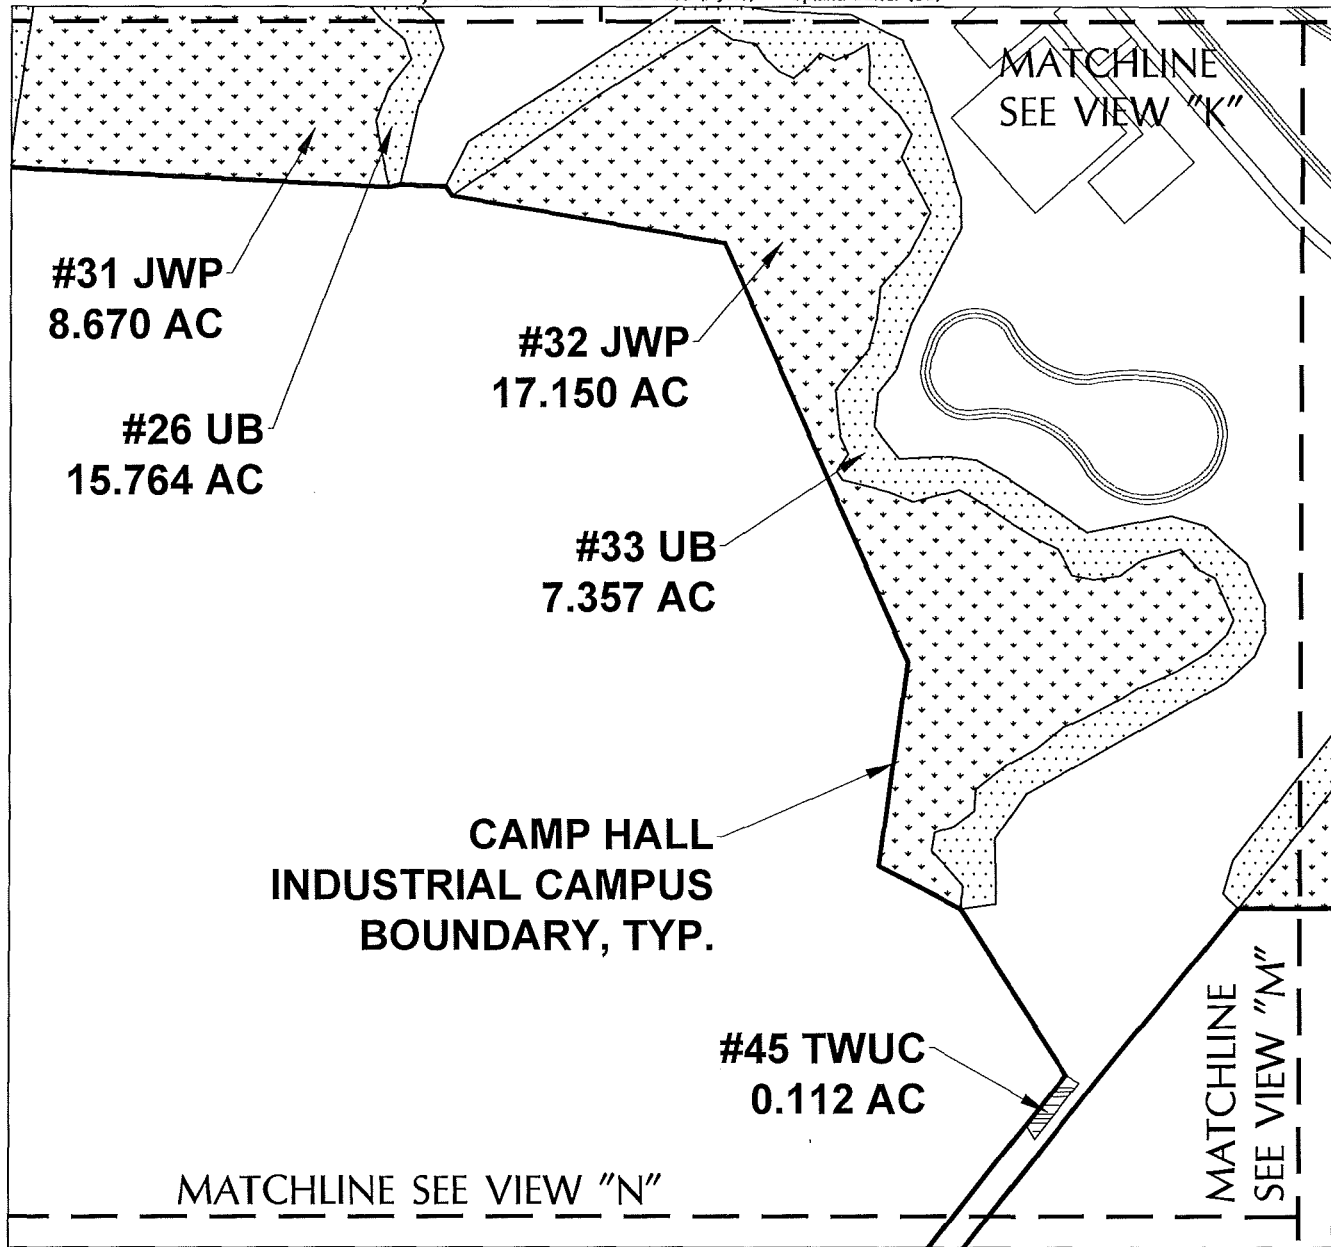 MATCHLINE
SEE VIEW "K"
#31 JWP
8.670 AC
#32 JWP
17.150 AC
#26 UB
15.764 AC
#33 UB
7.357 AC
CAMP HALL
INDUSTRIAL CAMPUS
BOUNDARY, TYP.
#45 TWUC
0.112 AC
MATCHLINE
SEE VIEW "M"
MATCHLINE SEE VIEW "N"